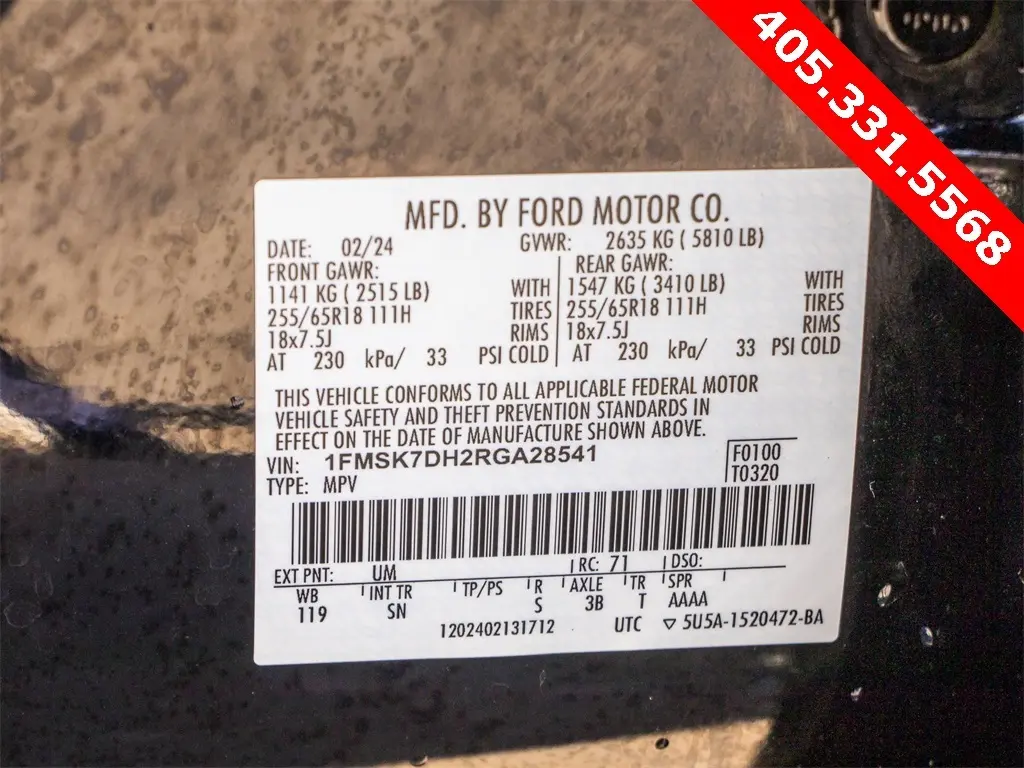 405.331.5568
MFD. BY FORD MOTOR CO.
DATE: 02/24 GVWR: 2635 KG ( 5810 LB)
FRONT GAWR: REAR GAWR:
1141 KG ( 2515 LB) WITH 1547 KG ( 3410 LB) WITH
255/65R18 111H TIRES 255/65R18 111H TIRES
18x7.5J RIMS 18x7.5J RIMS
AT 230 kPa/ 33 PSI COLD AT 230 kPa/ 33 PSI COLD
THIS VEHICLE CONFORMS TO ALL APPLICABLE FEDERAL MOTOR
VEHICLE SAFETY AND THEFT PREVENTION STANDARDS IN
EFFECT ON THE DATE OF MANUFACTURE SHOWN ABOVE.
VIN: 1FMSK7DH2RGA28541 F0100
TYPE: MPV T0320
EXT PNT: UM RC: 71 DSO:
WB INT TR TP/PS R AXLE TR SPR
119 SN S 3B T AAAA
1202402131712 UTC ▽ 5U5A-1520472-BA